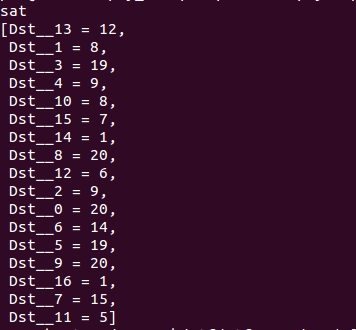 sat
[Dst__13 = 12,
Dst__1 = 8,
Dst__3 = 19,
Dst__4 = 9,
Dst__10 = 8,
Dst__15 = 7,
Dst__14 = 1,
Dst__8 = 20,
Dst__12 = 6,
Dst__2 = 9,
Dst__0 = 20,
Dst__6 = 14,
Dst__5 = 19,
Dst__9 = 20,
Dst__16 = 1,
Dst__7 = 15,
Dst__11 = 5]